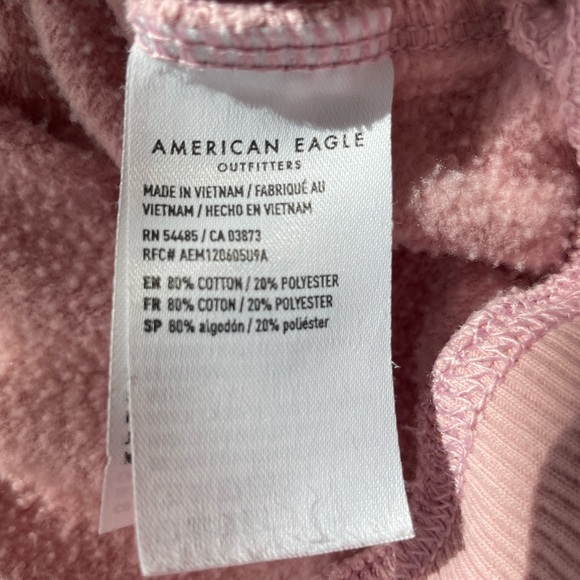 AMERICAN EAGLE
OUTFITTERS
MADE IN VIETNAM / FABRIQUÉ AU
VIETNAM / HECHO EN VIETNAM
RN 54485 / CA 03873
RFC# AEM120605U9A
EN 80% COTTON / 20% POLYESTER
FR 80% COTON / 20% POLYESTER
SP 80% algodón / 20% poliéster